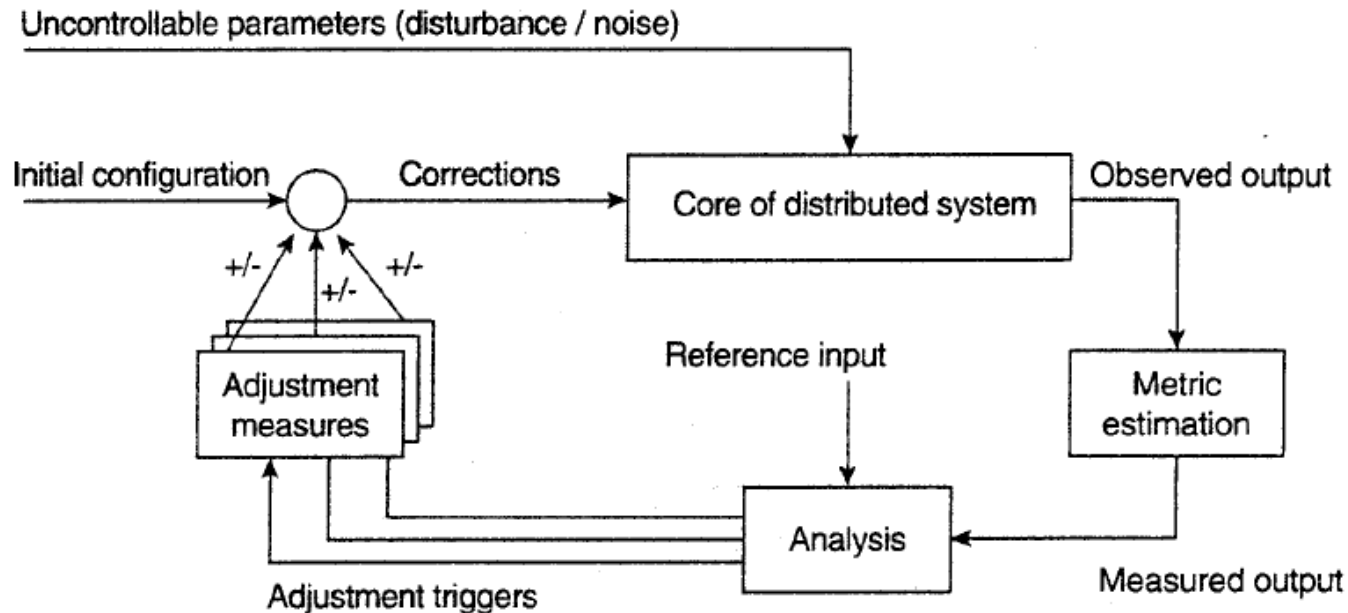 Uncontrollable parameters (disturbance / noise)
Initial configuration
Corrections
Core of distributed system
Observed output
+/-
+/-
+/-
Reference input
Adjustment
measures
Metric
estimation
Analysis
Adjustment triggers
Measured output